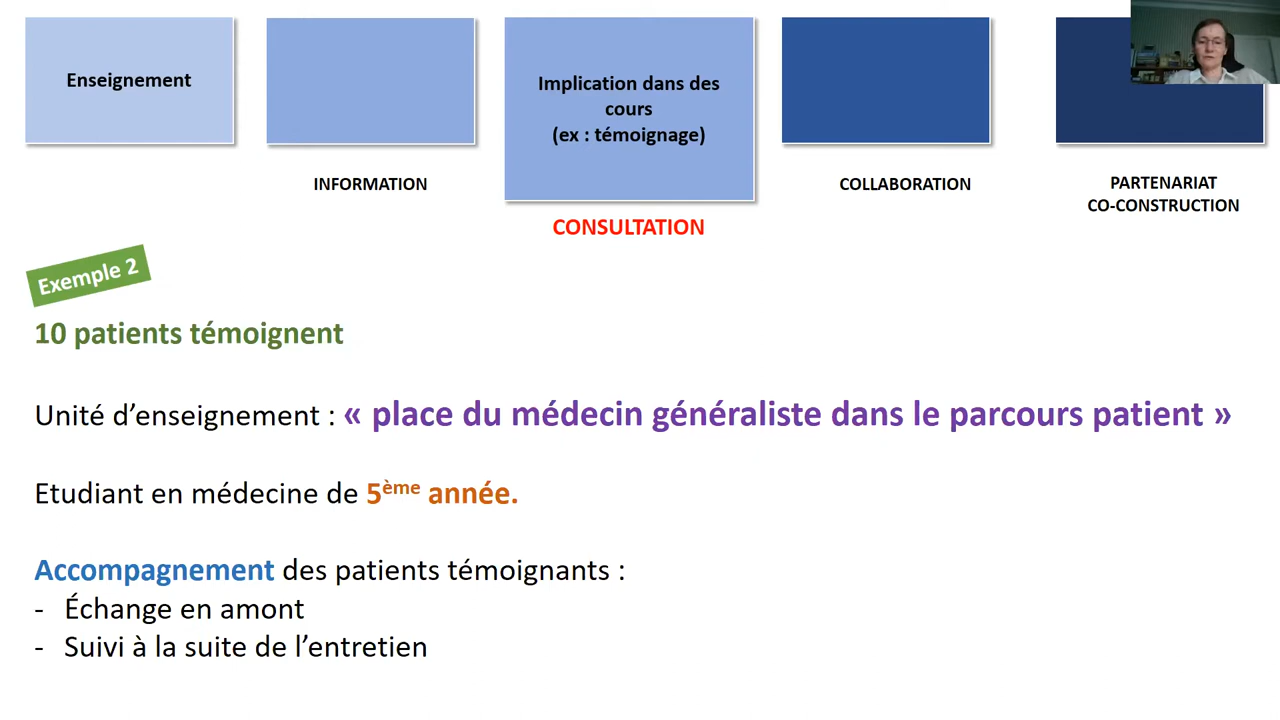 Enseignement
Implication dans des
cours
(ex : témoignage)
INFORMATION
CONSULTATION
COLLABORATION
PARTENARIAT
CO-CONSTRUCTION
Exemple 2
10 patients témoignent
Unité d’enseignement : « place du médecin généraliste dans le parcours patient »
Etudiant en médecine de 5ème année.
Accompagnement des patients témoignants :
- Échange en amont
- Suivi à la suite de l’entretien